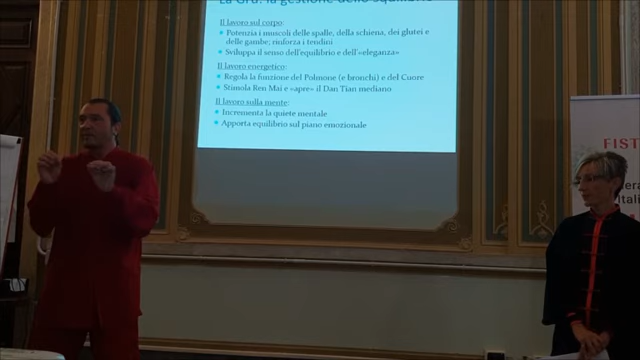 La Gru: la gestione dello equilibrio
Il lavoro sul corpo:
Potenzia i muscoli delle spalle, della schiena, dei glutei e
delle gambe; rinforza i tendini
Sviluppa il senso dell'equilibrio e dell'«eleganza»
Il lavoro energetico:
Regola la funzione del Polmone (e bronchi) e del Cuore
Stimola Ren Mai e «apre» il Dan Tian mediano
Il lavoro sulla mente:
Incrementa la quiete mentale
Apporta equilibrio sul piano emozionale
FIST
era
Itali